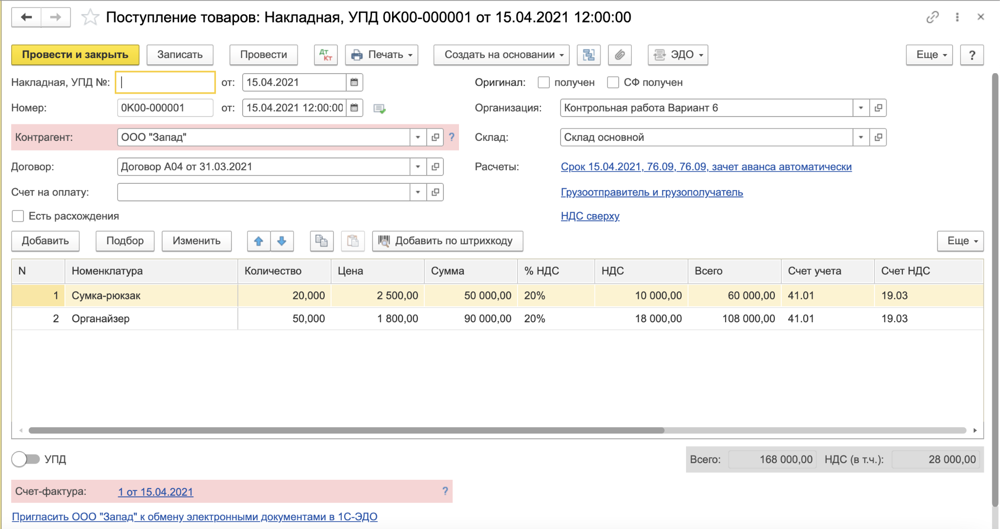 Поступление товаров: Накладная, УПД 0К00-000001 от 15.04.2021 12:00:00
Провести и закрыть Записать Провести Дт Кт Печать Создать на основании ЭДО Еще ?
Накладная, УПД №: от: 15.04.2021 Оригинал: получен СФ получен
Номер: 0К00-000001 от: 15.04.2021 12:00:00 Организация: Контрольная работа Вариант 6
Контрагент: ООО "Запад" ? Склад: Склад основной
Договор: Договор А04 от 31.03.2021 Расчеты: Срок 15.04.2021, 76.09, 76.09, зачет аванса автоматически
Счет на оплату: Грузоотправитель и грузополучатель
Есть расхождения НДС сверху
Добавить Подбор Изменить Добавить по штрихкоду Еще
N Номенклатура Количество Цена Сумма % НДС НДС Всего Счет учета Счет НДС
1 Сумка-рюкзак 20,000 2 500,00 50 000,00 20% 10 000,00 60 000,00 41.01 19.03
2 Органайзер 50,000 1 800,00 90 000,00 20% 18 000,00 108 000,00 41.01 19.03
УПД Всего: 168 000,00 НДС (в т.ч.): 28 000,00
Счет-фактура: 1 от 15.04.2021 ?
Пригласить ООО "Запад" к обмену электронными документами в 1С-ЭДО